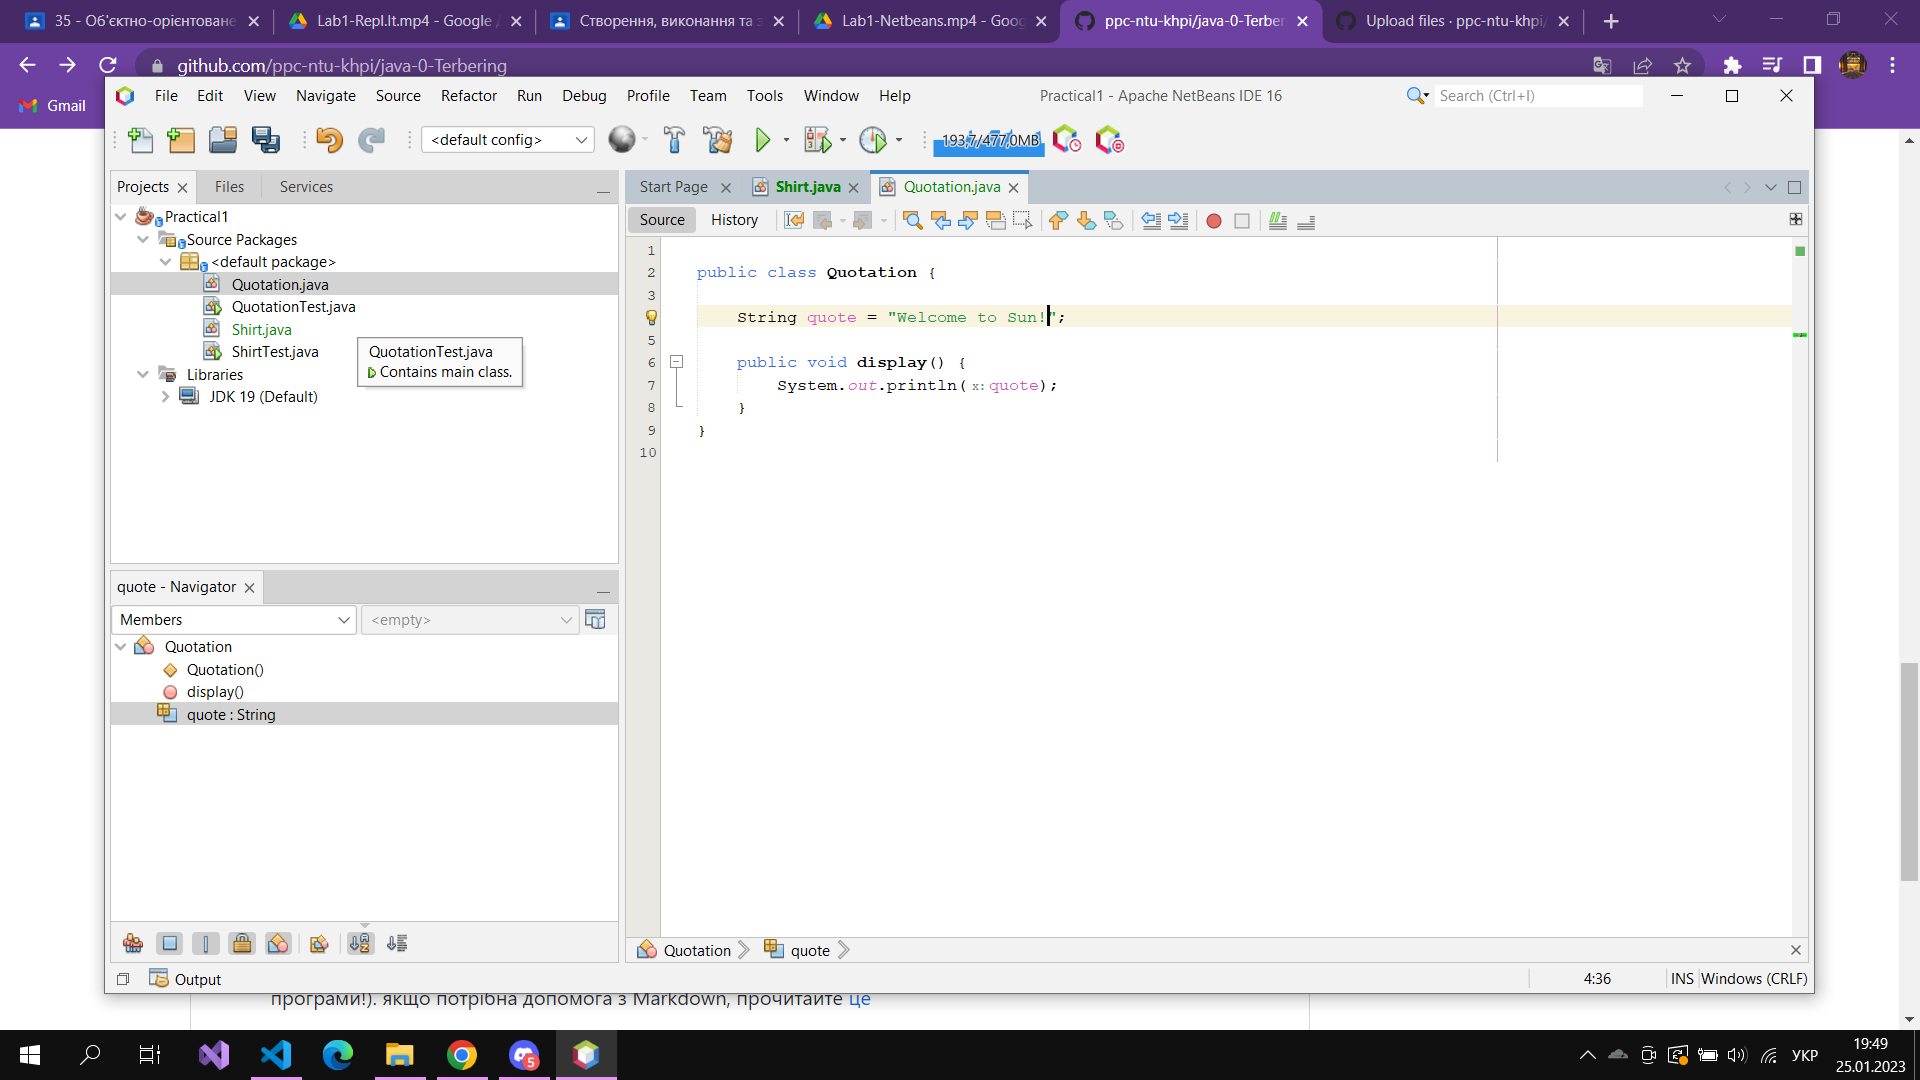 35 - Об'єктно-орієнтоване
Lab1-Repl.It.mp4 - Google
Створення, виконання та з
Lab1-Netbeans.mp4 - Goog
ppc-ntu-khpi/java-0-Terber
Upload files · ppc-ntu-khpi/
github.com/ppc-ntu-khpi/java-0-Terbering
Gmail
File Edit View Navigate Source Refactor Run Debug Profile Team Tools Window Help
Practical1 - Apache NetBeans IDE 16
Search (Ctrl+I)
<default config>
193,7/477,0MB
Projects Files Services
Practical1
Source Packages
<default package>
Quotation.java
QuotationTest.java
Shirt.java
ShirtTest.java
Libraries
JDK 19 (Default)
QuotationTest.java
Contains main class.
Start Page Shirt.java Quotation.java
Source History
1
2 public class Quotation {
3
String quote = "Welcome to Sun!";
5
6 public void display() {
7 System.out.println(x:quote);
8 }
9 }
10
quote - Navigator
Members
<empty>
Quotation
Quotation()
display()
quote : String
Quotation quote
Output
4:36 INS Windows (CRLF)
програми!). якщо потрібна допомога з Markdown, прочитайте це
5
УКР
19:49
25.01.2023